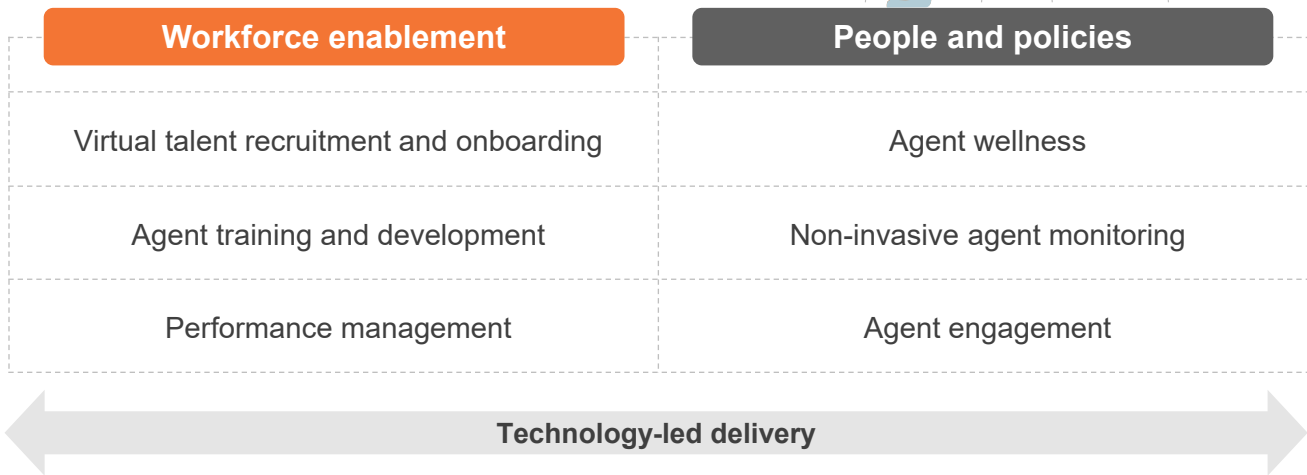 Workforce enablement
People and policies
Virtual talent recruitment and onboarding
Agent wellness
Agent training and development
Non-invasive agent monitoring
Performance management
Agent engagement
Technology-led delivery